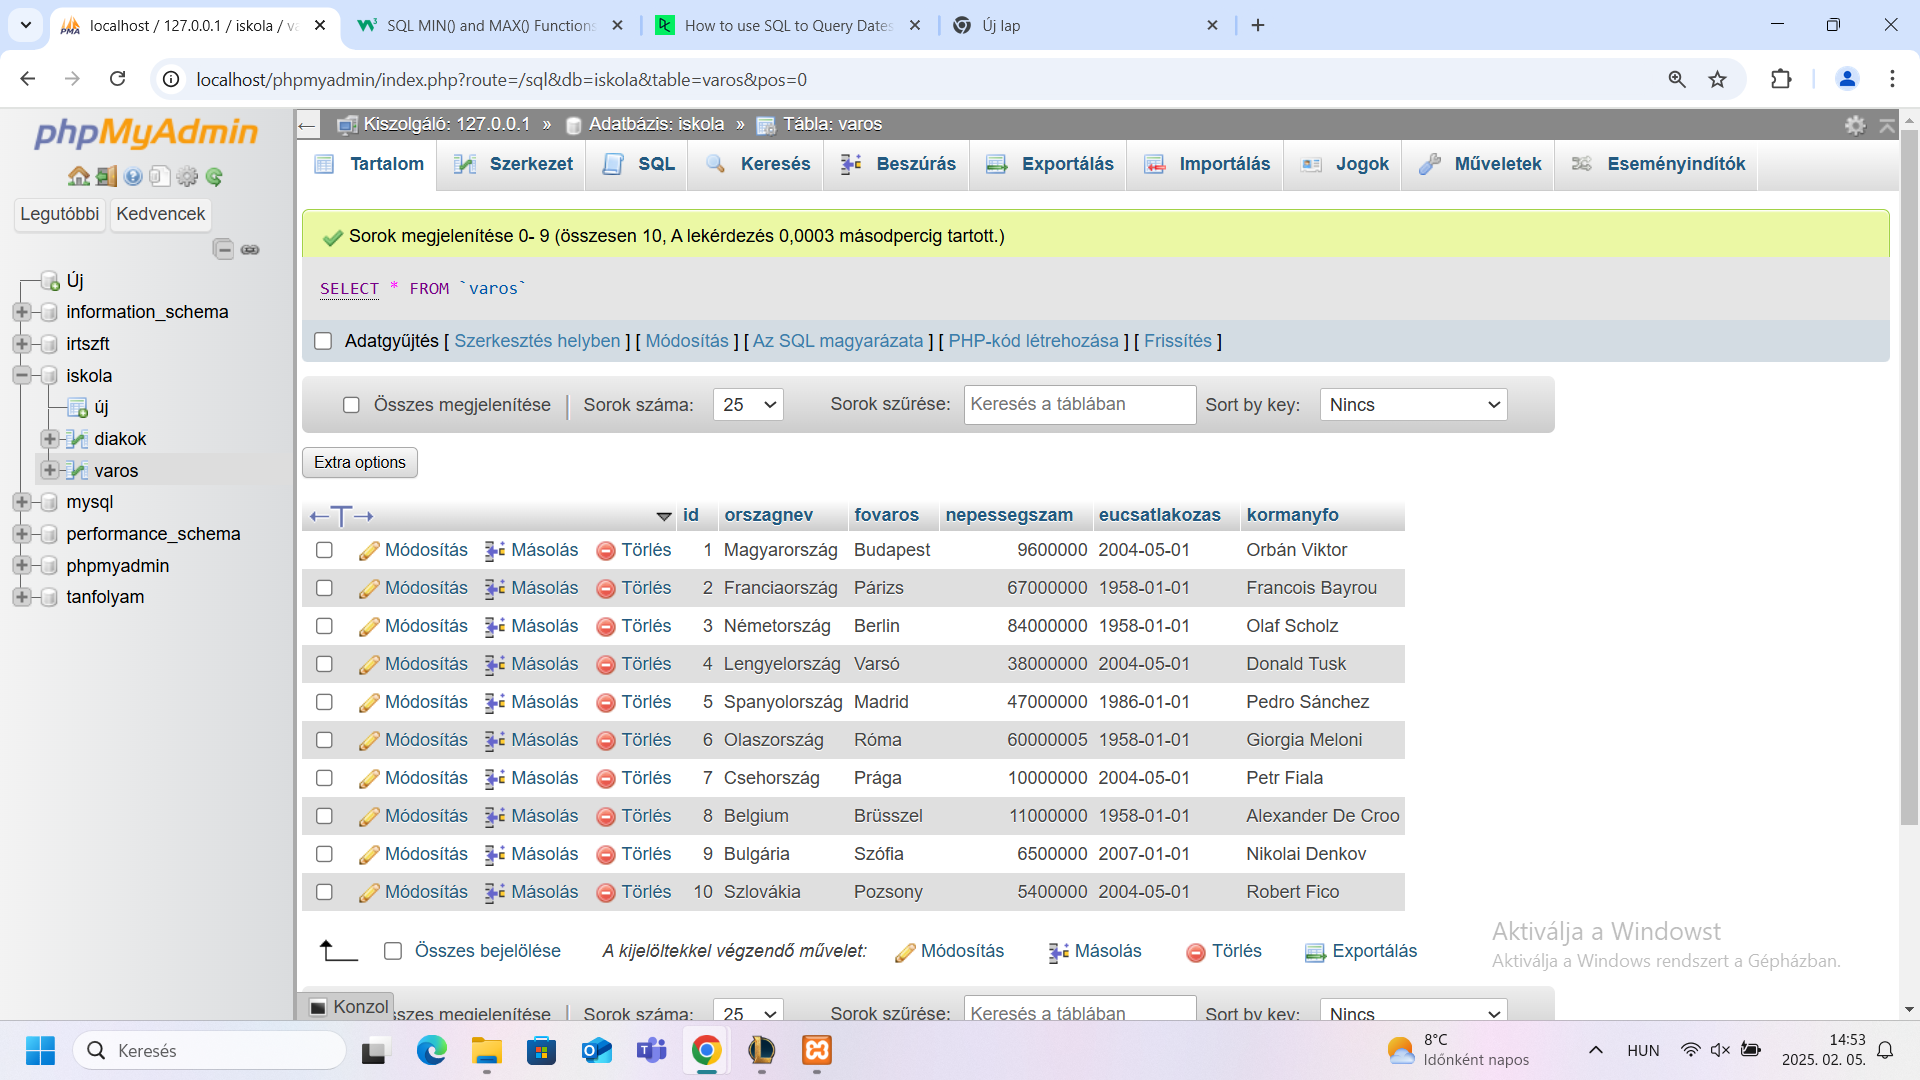 localhost / 127.0.0.1 / iskola / va
SQL MIN() and MAX() Functions
How to use SQL to Query Dates
Új lap
localhost/phpmyadmin/index.php?route=/sql&db=iskola&table=varos&pos=0
phpMyAdmin
Legutóbbi
Kedvencek
Új
information_schema
irtszft
iskola
új
diakok
varos
mysql
performance_schema
phpmyadmin
tanfolyam
Kiszolgáló: 127.0.0.1 » Adatbázis: iskola » Tábla: varos
Tartalom Szerkezet SQL Keresés Beszúrás Exportálás Importálás Jogok Műveletek Eseményindítók
Sorok megjelenítése 0- 9 (összesen 10, A lekérdezés 0,0003 másodpercig tartott.)
SELECT * FROM `varos`
Adatgyűjtés [ Szerkesztés helyben ] [ Módosítás ] [ Az SQL magyarázata ] [ PHP-kód létrehozása ] [ Frissítés ]
Összes megjelenítése | Sorok száma: 25 Sorok szűrése: Keresés a táblában Sort by key: Nincs
Extra options
←T→ id orszagnev fovaros nepessegszam eucsatlakozas kormanyfo
Módosítás Másolás Törlés 1 Magyarország Budapest 9600000 2004-05-01 Orbán Viktor
Módosítás Másolás Törlés 2 Franciaország Párizs 67000000 1958-01-01 Francois Bayrou
Módosítás Másolás Törlés 3 Németország Berlin 84000000 1958-01-01 Olaf Scholz
Módosítás Másolás Törlés 4 Lengyelország Varsó 38000000 2004-05-01 Donald Tusk
Módosítás Másolás Törlés 5 Spanyolország Madrid 47000000 1986-01-01 Pedro Sánchez
Módosítás Másolás Törlés 6 Olaszország Róma 60000005 1958-01-01 Giorgia Meloni
Módosítás Másolás Törlés 7 Csehország Prága 10000000 2004-05-01 Petr Fiala
Módosítás Másolás Törlés 8 Belgium Brüsszel 11000000 1958-01-01 Alexander De Croo
Módosítás Másolás Törlés 9 Bulgária Szófia 6500000 2007-01-01 Nikolai Denkov
Módosítás Másolás Törlés 10 Szlovákia Pozsony 5400000 2004-05-01 Robert Fico
Összes bejelölése A kijelöltekkel végzendő művelet: Módosítás Másolás Törlés Exportálás
Aktiválja a Windowst
Aktiválja a Windows rendszert a Gépházban.
Konzol
szes megjelenítése | Sorok száma: 25 Sorok szűrése: Keresés a táblában Sort by key: Nincs
Keresés
8°C
Időnként napos
HUN
14:53
2025. 02. 05.